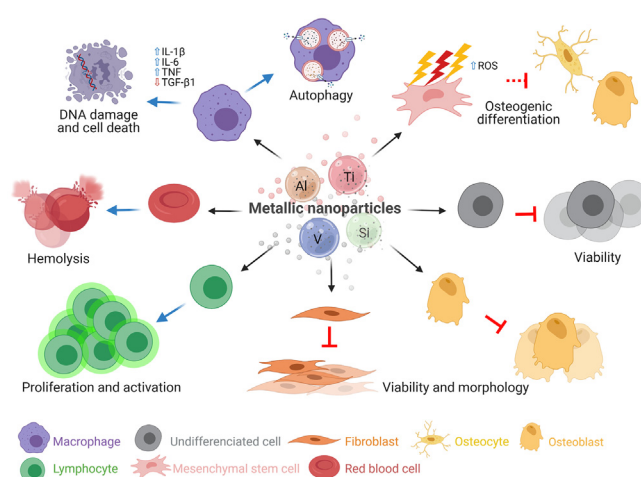 ⇧IL-1β
⇧IL-6
⇧TNF
⇩TGF-β1
DNA damage
and cell death
Autophagy
⇧ROS
Osteogenic
differentiation
Al
Ti
Metallic nanoparticles
V
Si
Hemolysis
Viability
Proliferation and activation
Viability and morphology
Macrophage
Undifferenciated cell
Fibroblast
Osteocyte
Osteoblast
Lymphocyte
Mesenchymal stem cell
Red blood cell